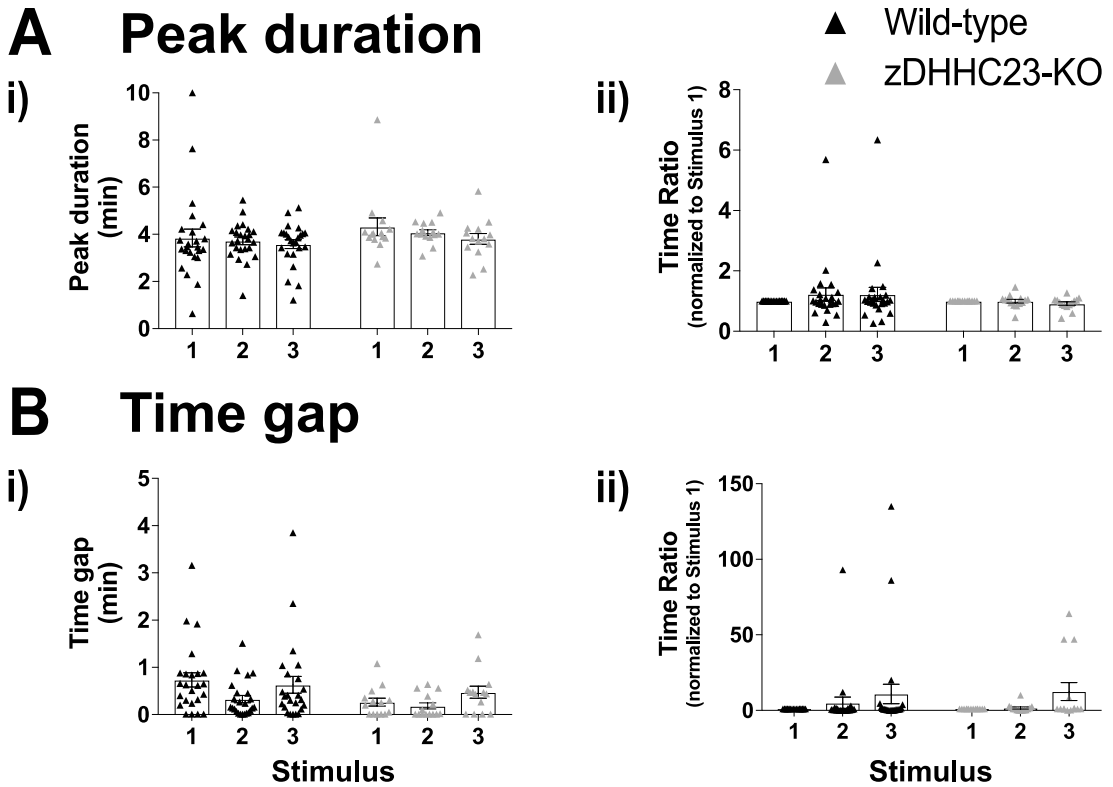 A Peak duration
Wild-type
zDHHC23-KO
i)
Peak duration
(min)
10
8
6
4
2
0
1 2 3 1 2 3
ii)
Time Ratio
(normalized to Stimulus 1)
8
6
4
2
0
1 2 3 1 2 3
B Time gap
i)
Time gap
(min)
5
4
3
2
1
0
1 2 3 1 2 3
Stimulus
ii)
Time Ratio
(normalized to Stimulus 1)
150
100
50
0
1 2 3 1 2 3
Stimulus